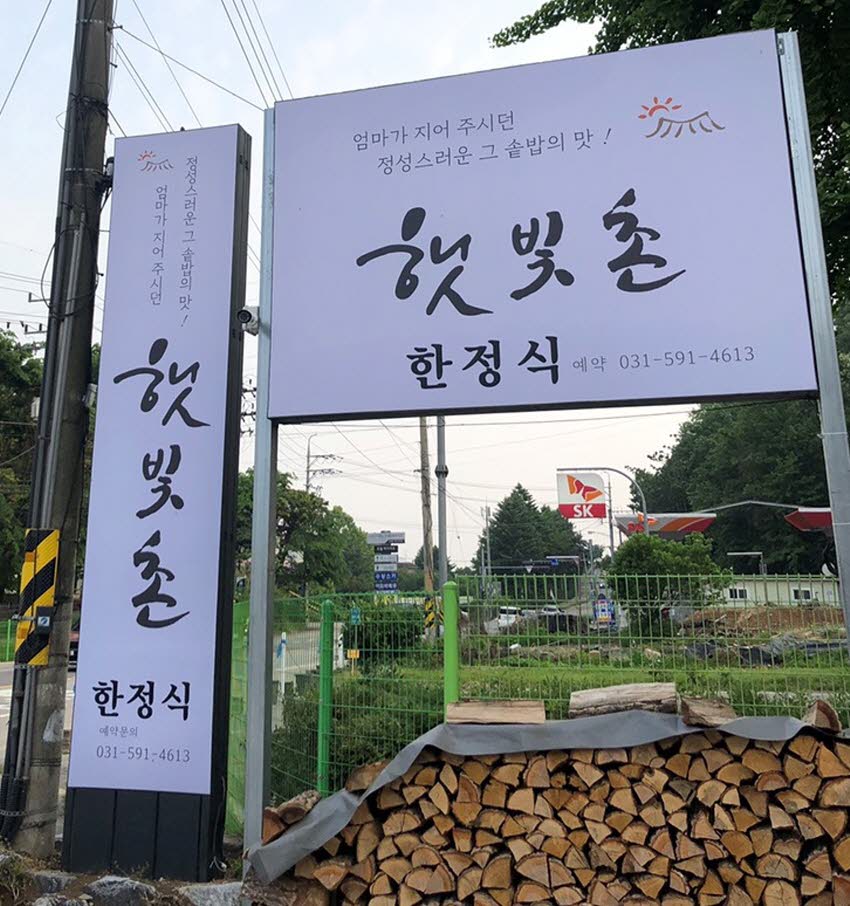 정성스러운 그 솥밥의 맛!
엄마가 지어 주시던
햇빛촌
한정식
예약문의
031-591-4613
엄마가 지어 주시던
정성스러운 그 솥밥의 맛!
햇빛촌
한정식 예약 031-591-4613
SK